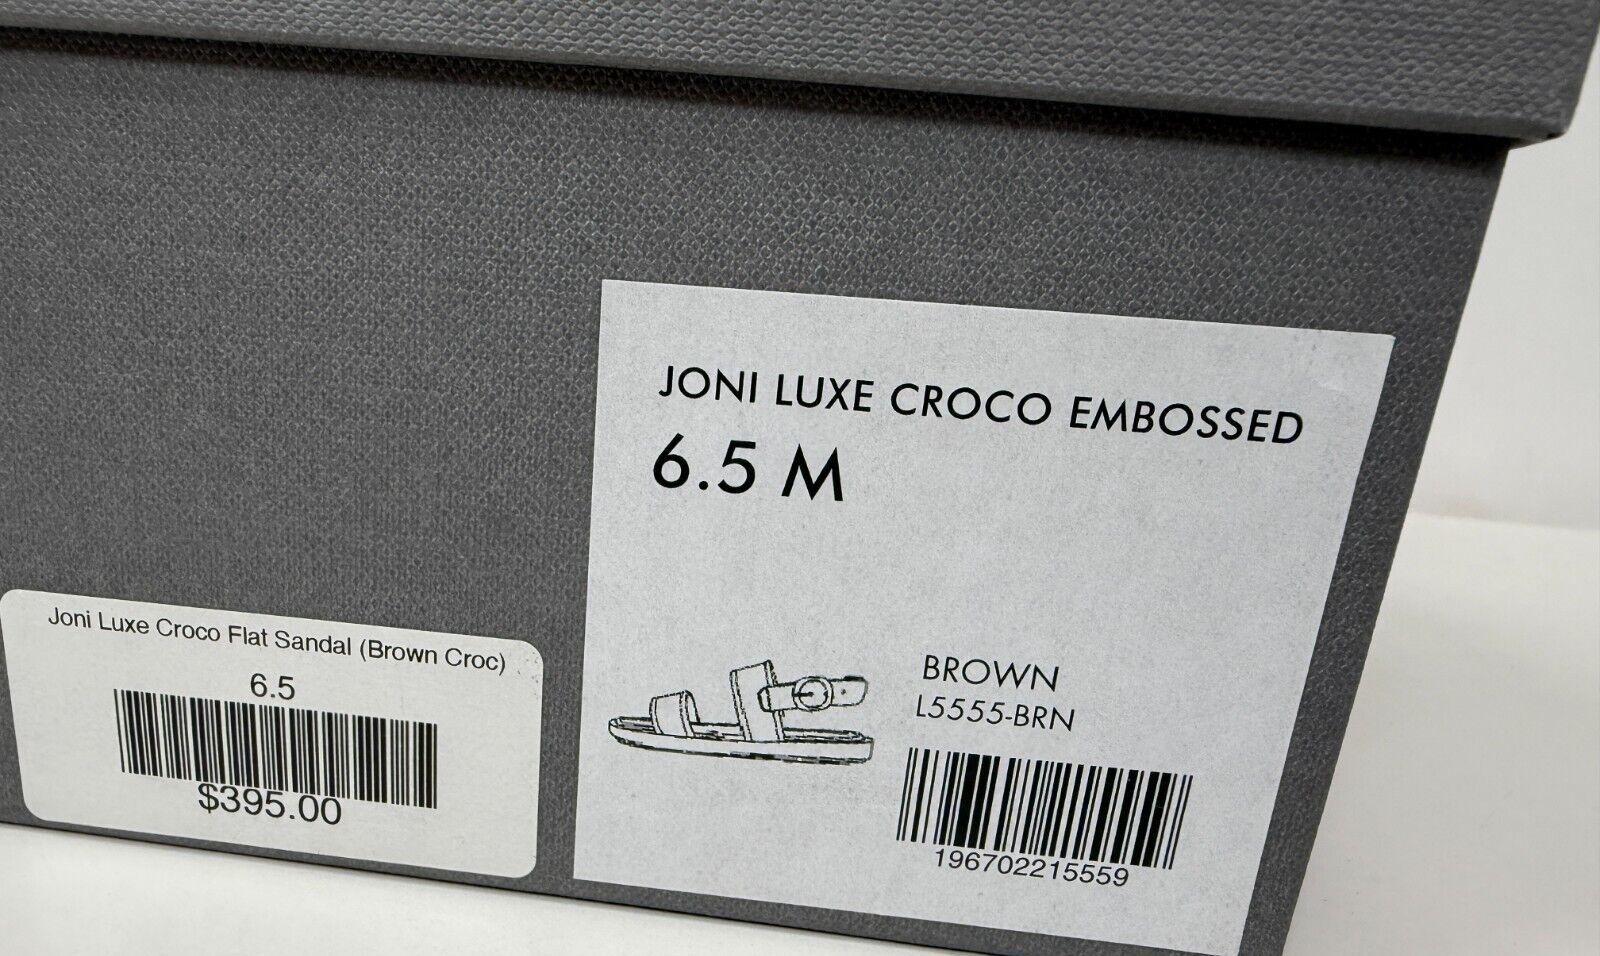 JONI LUXE CROCO EMBOSSED
6.5 M
BROWN
L5555-BRN
196702215559
Joni Luxe Croco Flat Sandal (Brown Croc)
6.5
$395.00